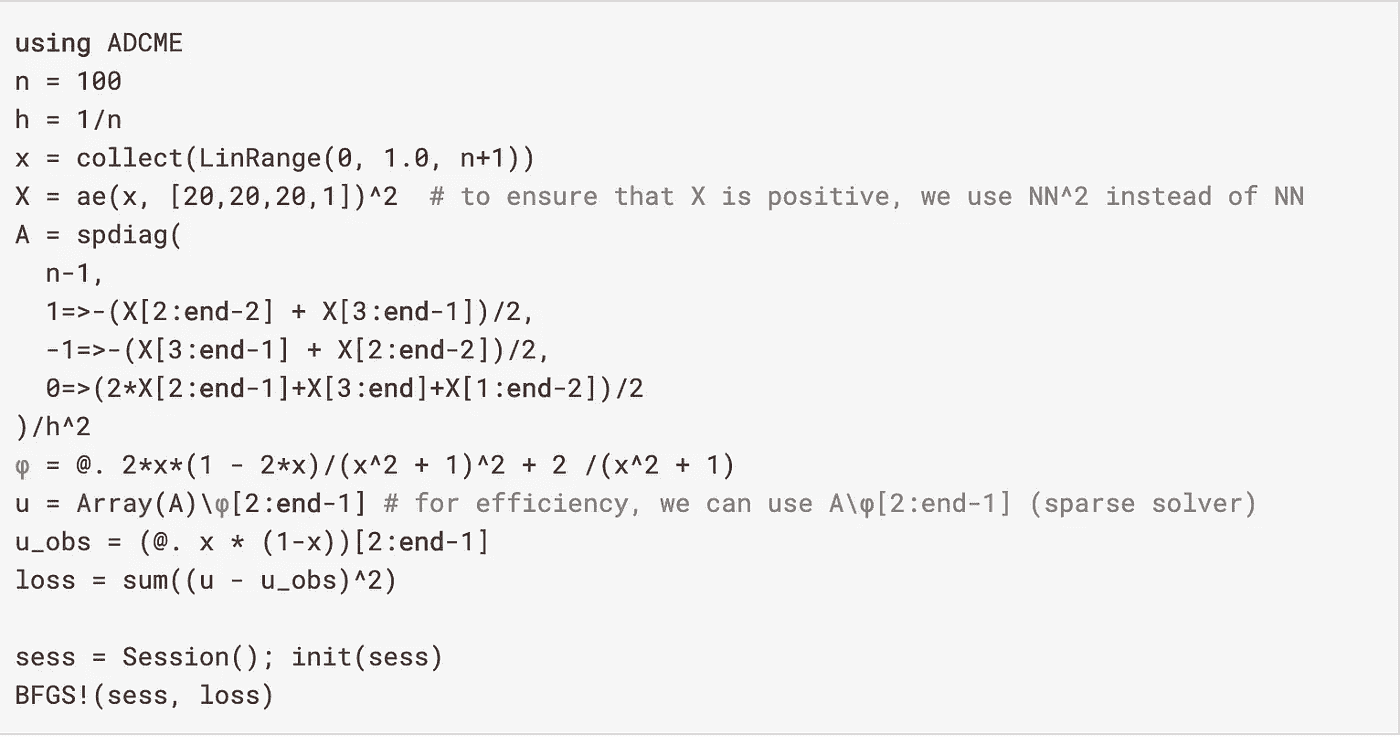 using ADCME
n = 100
h = 1/n
x = collect(LinRange(0, 1.0, n+1))
X = ae(x, [20,20,20,1])^2  # to ensure that X is positive, we use NN^2 instead of NN
A = spdiag(
  n-1,
  1=>-(X[2:end-2] + X[3:end-1])/2,
  -1=>-(X[3:end-1] + X[2:end-2])/2,
  0=>(2*X[2:end-1]+X[3:end]+X[1:end-2])/2
)/h^2
φ = @. 2*x*(1 - 2*x)/(x^2 + 1)^2 + 2 /(x^2 + 1)
u = Array(A)\φ[2:end-1] # for efficiency, we can use A\φ[2:end-1] (sparse solver)
u_obs = (@. x * (1-x))[2:end-1]
loss = sum((u - u_obs)^2)
sess = Session(); init(sess)
BFGS!(sess, loss)